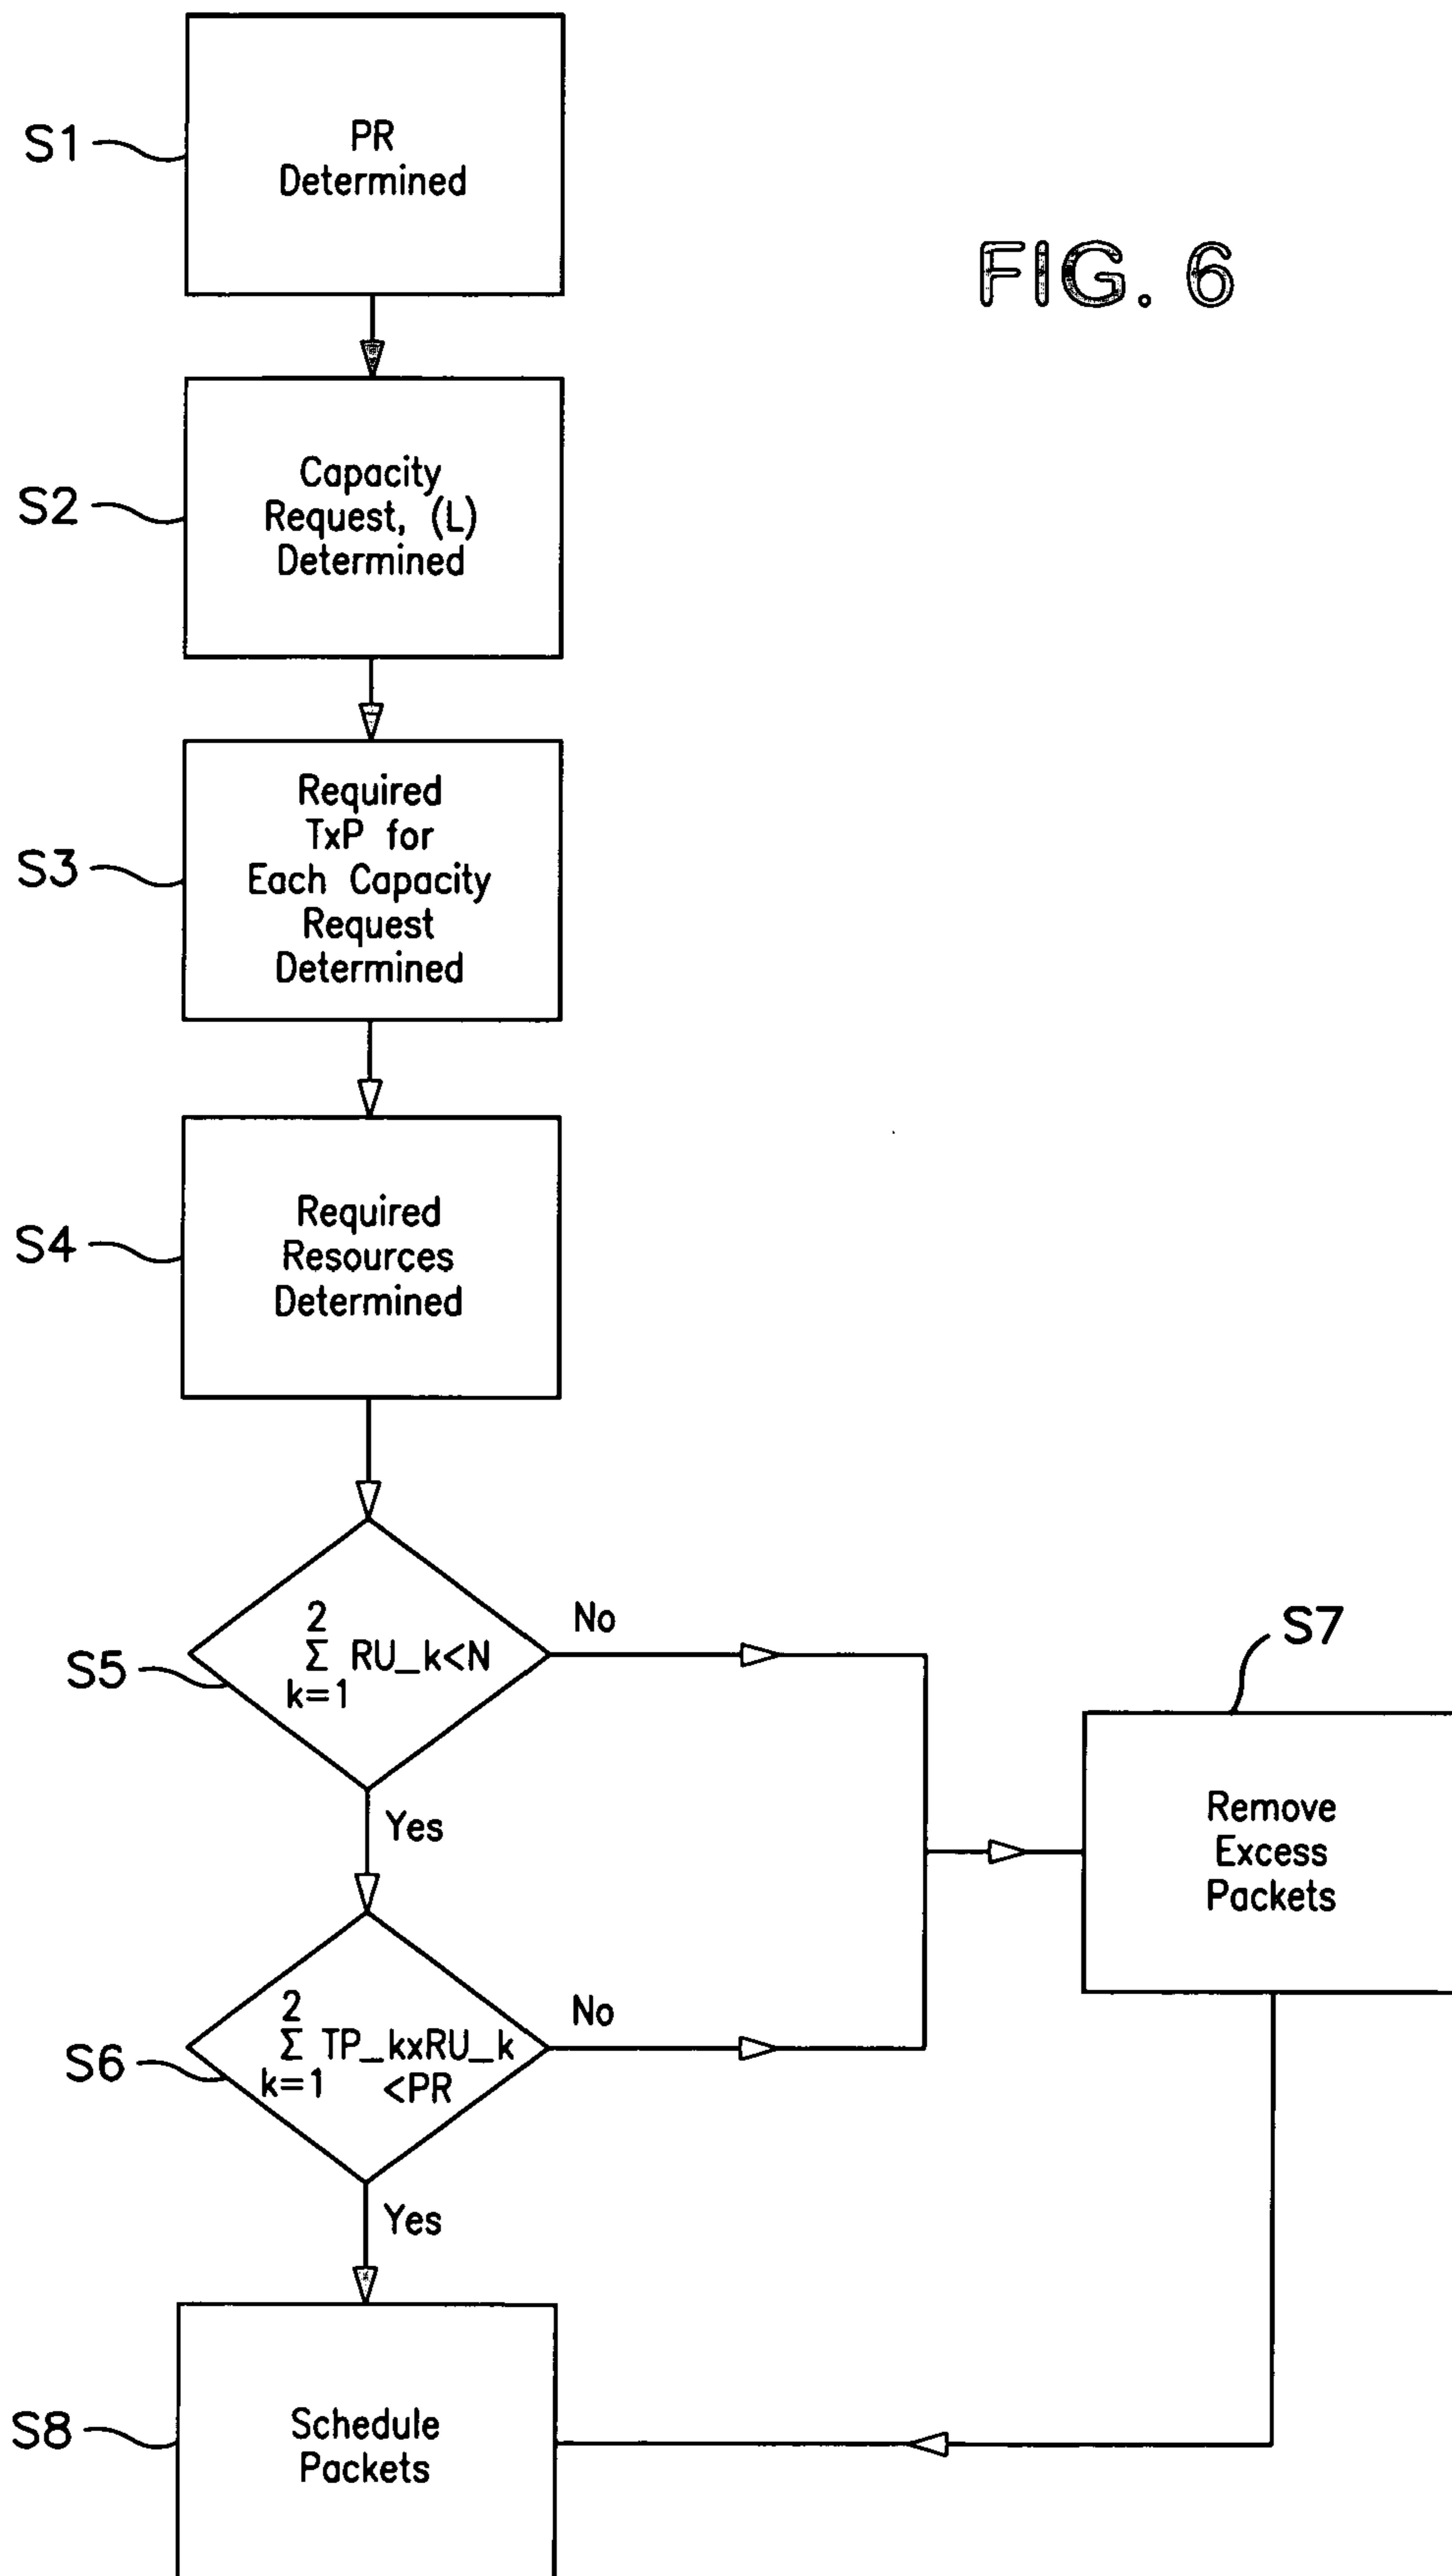 S1
PR
Determined
FIG. 6
S2
Capacity
Request, (L)
Determined
S3
Required
TxP for
Each Capacity
Request
Determined
S4
Required
Resources
Determined
S5
2
Σ RU_k<N
k=1
No
Yes
S7
Remove
Excess
Packets
S6
2
Σ TP_kxRU_k
k=1 <PR
No
Yes
S8
Schedule
Packets